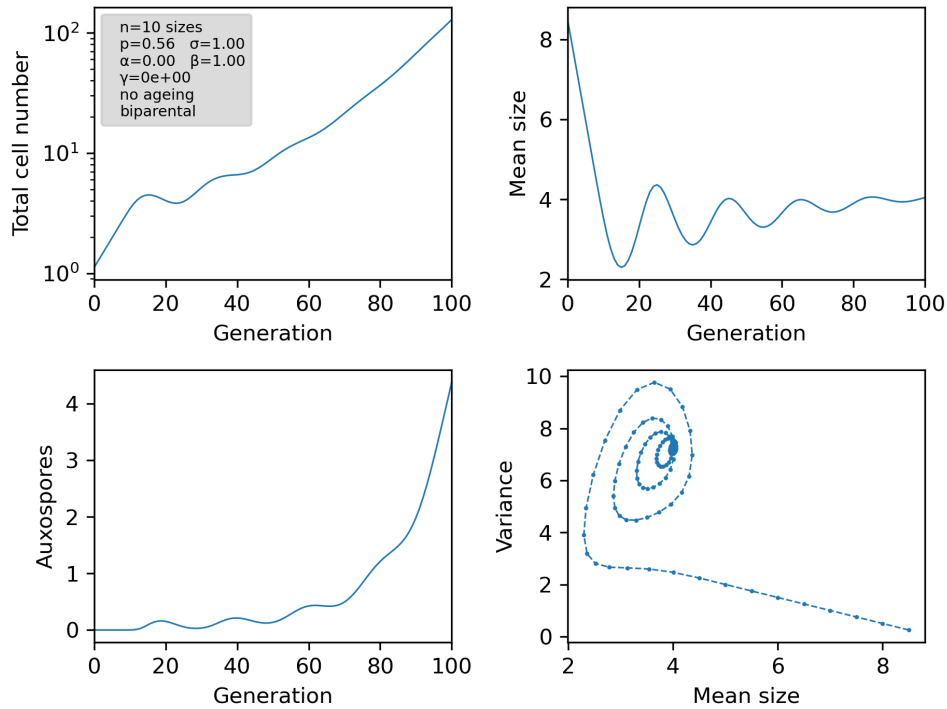 10²
10¹
10⁰
Total cell number
n=10 sizes
p=0.56 σ=1.00
α=0.00 β=1.00
γ=0e+00
no ageing
biparental
0 20 40 60 80 100
Generation
8
6
4
2
Mean size
0 20 40 60 80 100
Generation
4
3
2
1
0
Auxospores
0 20 40 60 80 100
Generation
10
8
6
4
2
0
Variance
2 4 6 8
Mean size